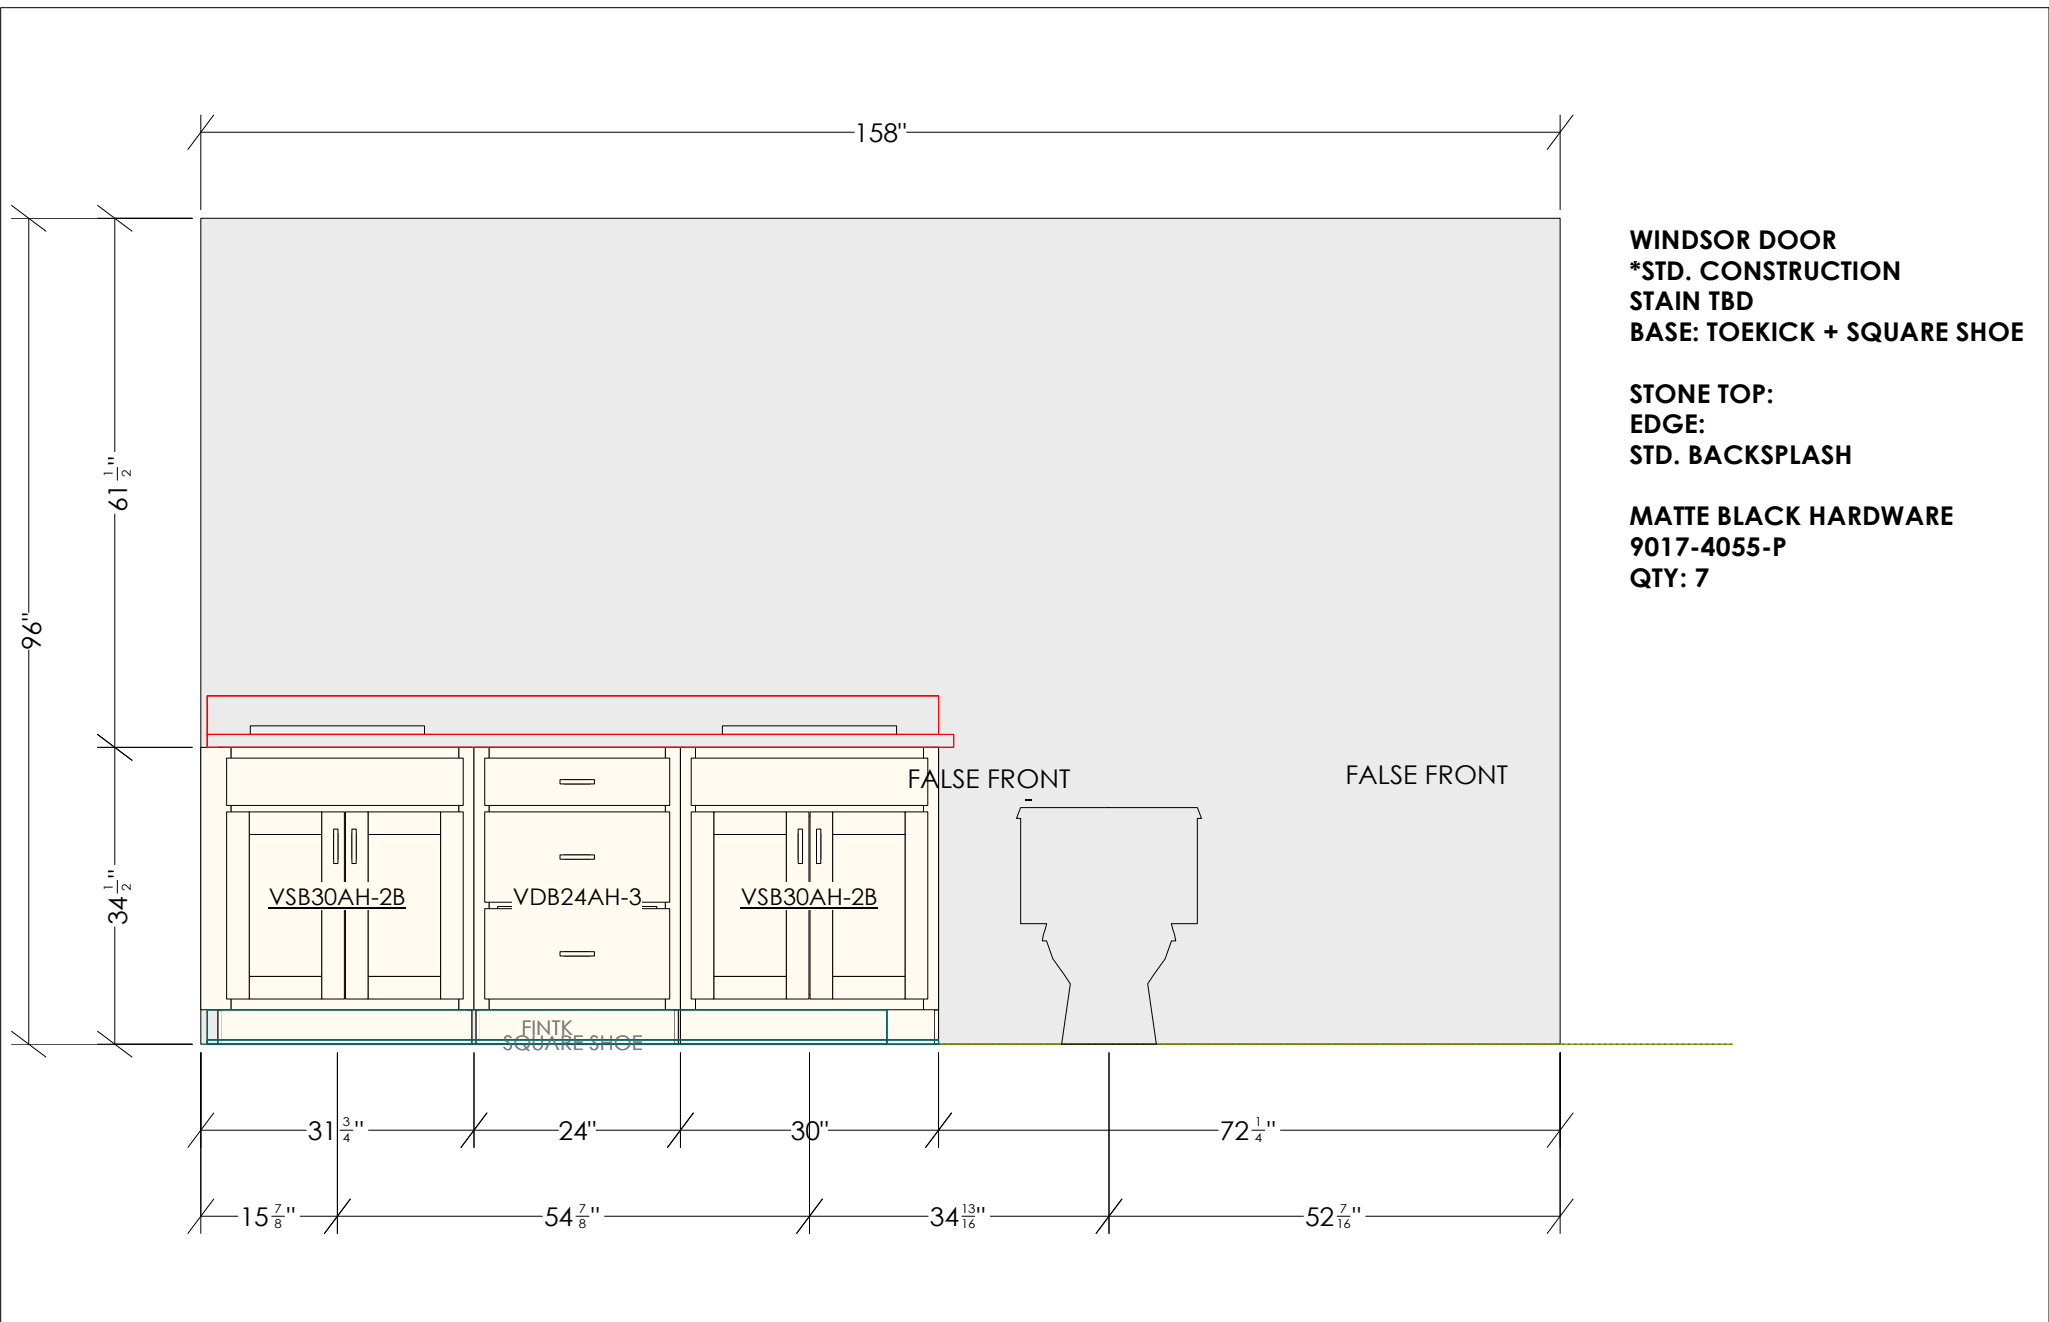 158"
WINDSOR DOOR
*STD. CONSTRUCTION
STAIN TBD
BASE: TOEKICK + SQUARE SHOE
STONE TOP:
EDGE:
STD. BACKSPLASH
MATTE BLACK HARDWARE
9017-4055-P
QTY: 7
61 1/2"
96"
34 1/2"
FALSE FRONT
FALSE FRONT
VSB30AH-2B
VDB24AH-3
VSB30AH-2B
FINTK
SQUARE SHOE
31 3/4"
24"
30"
72 1/4"
15 7/8"
54 7/8"
34 13/16"
52 7/16"